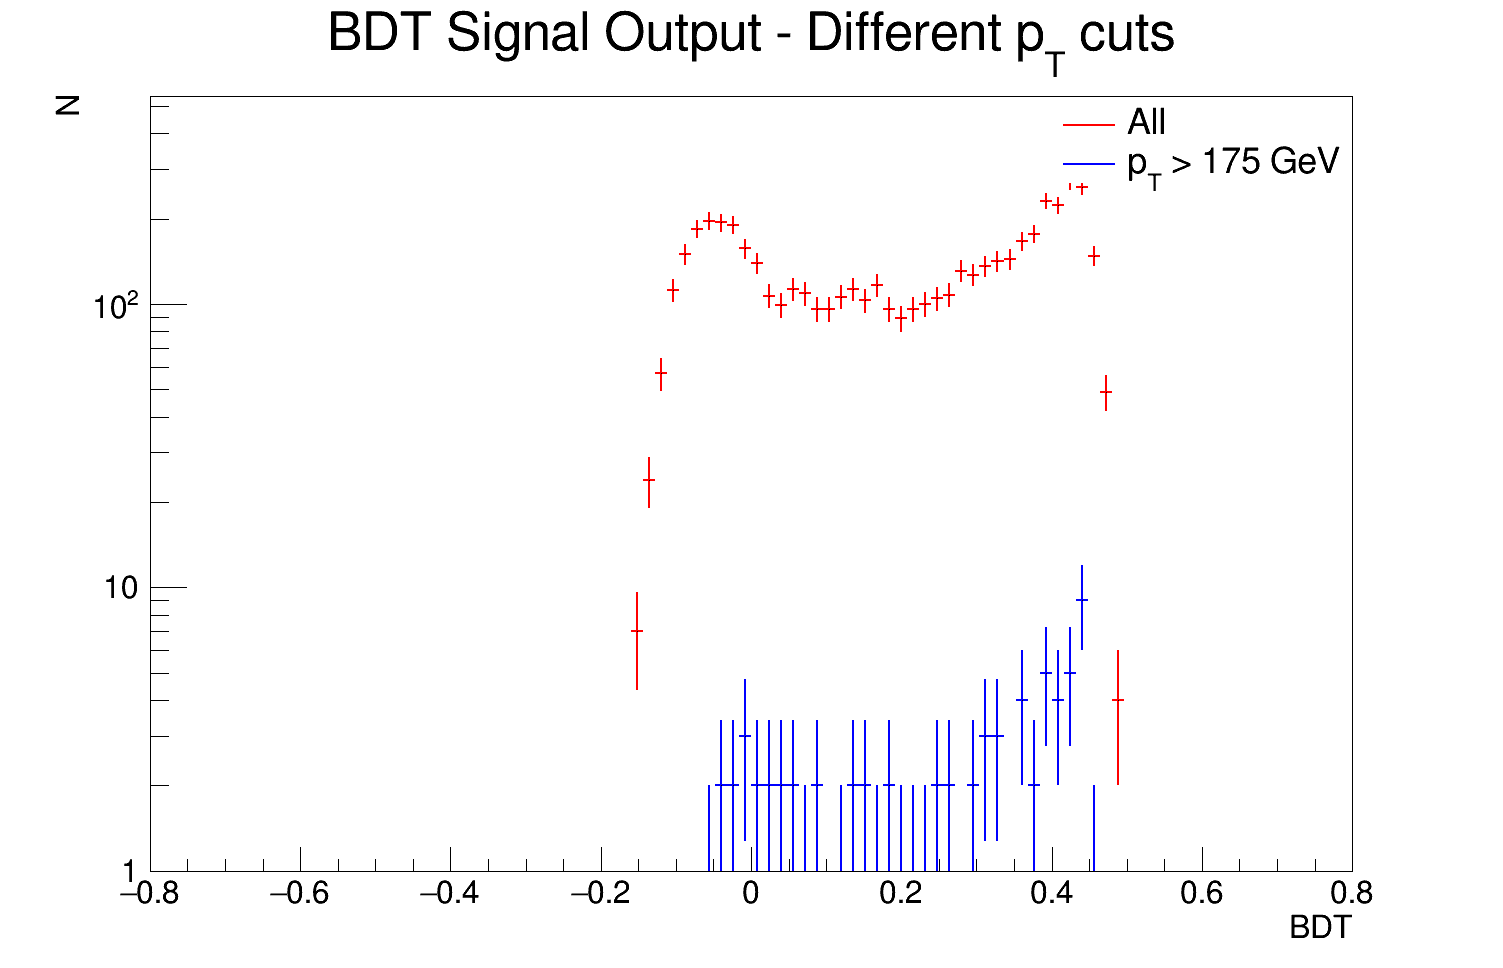 BDT Signal Output - Different pT cuts
N
All
pT > 175 GeV
10²
10
1
−0.8 −0.6 −0.4 −0.2 0 0.2 0.4 0.6 0.8
BDT